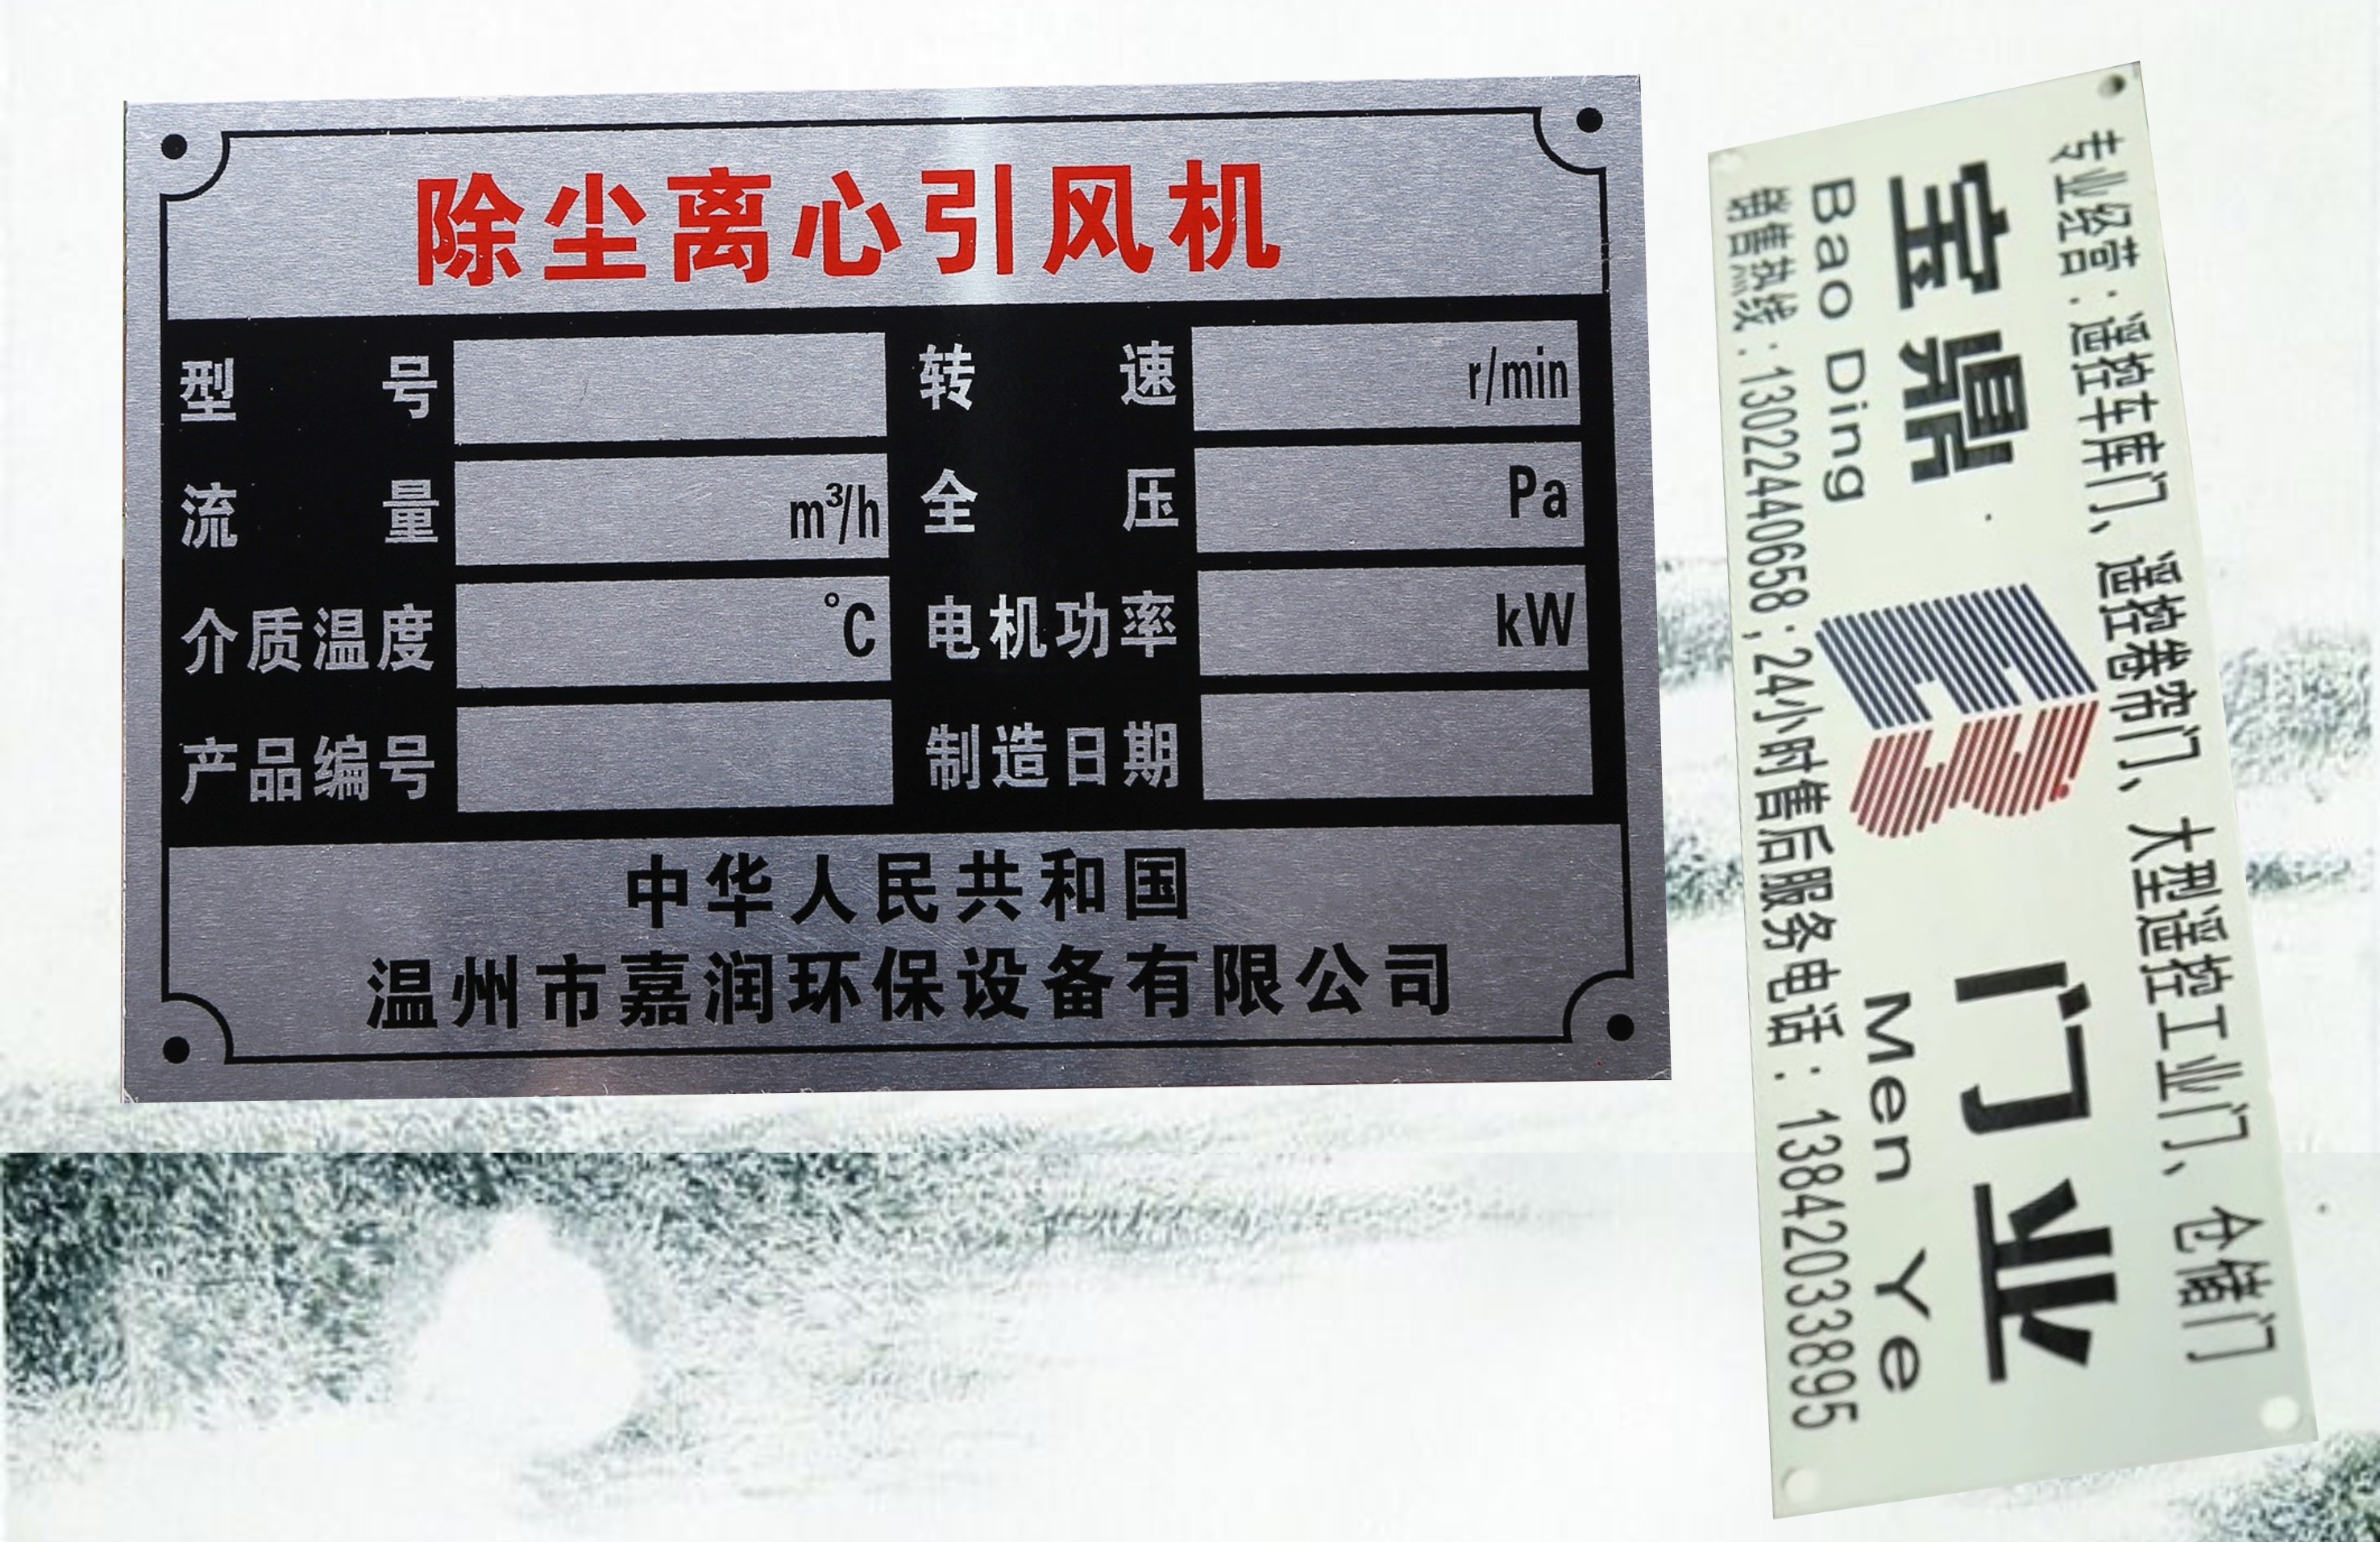 除尘离心引风机
型号 转速 r/min
流量 m³/h 全压 Pa
介质温度 °C 电机功率 kW
产品编号 制造日期
中华人民共和国
温州市嘉润环保设备有限公司
专业经营:遥控车库门、遥控卷帘门、大型遥控工业门、仓储门
宝鼎 门业
Bao Ding Men Ye
销售热线:13022440658;24小时售后服务电话:13842033895